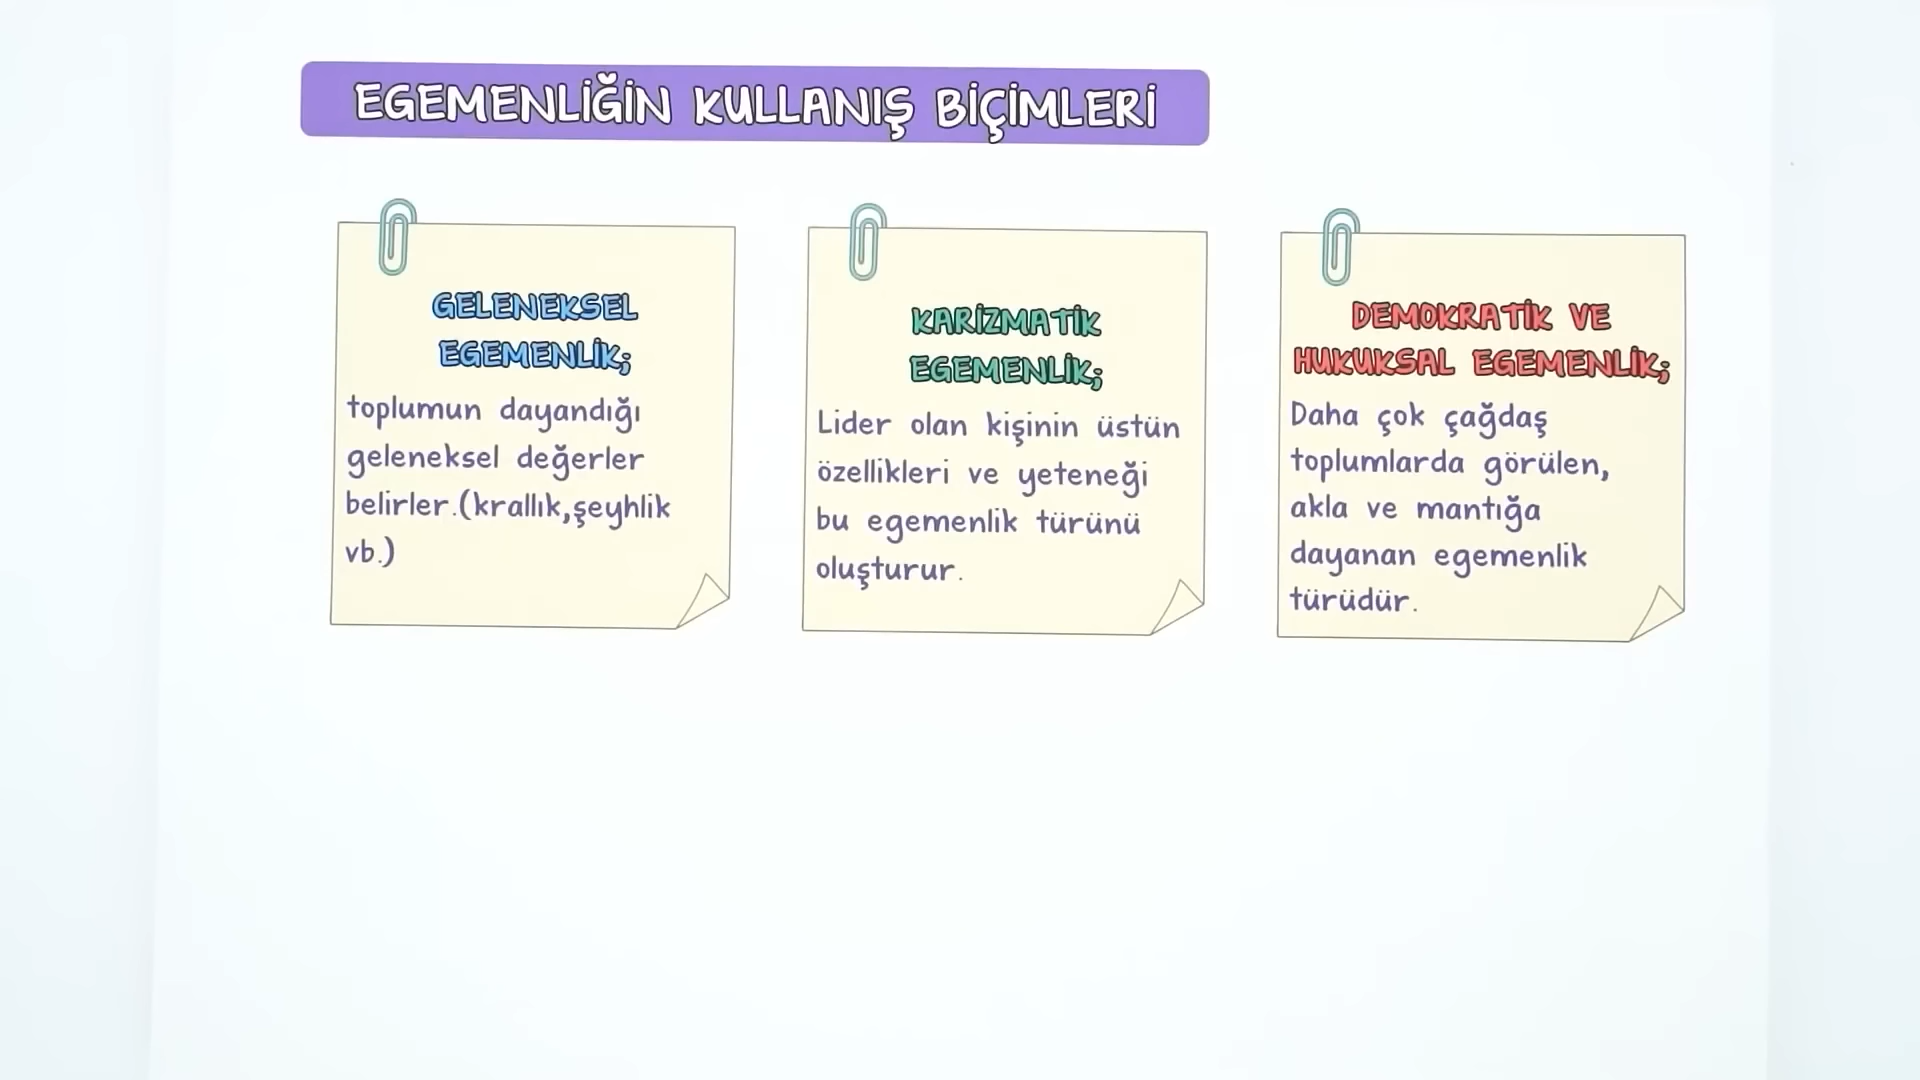 EGEMENLİĞİN KULLANIŞ BİÇİMLERİ
GELENEKSEL
EGEMENLİK;
toplumun dayandığı
geleneksel değerler
belirler.(krallık,şeyhlik
vb.)
KARİZMATİK
EGEMENLİK;
Lider olan kişinin üstün
özellikleri ve yeteneği
bu egemenlik türünü
oluşturur.
DEMOKRATİK VE
HUKUKSAL EGEMENLİK;
Daha çok çağdaş
toplumlarda görülen,
akla ve mantığa
dayanan egemenlik
türüdür.